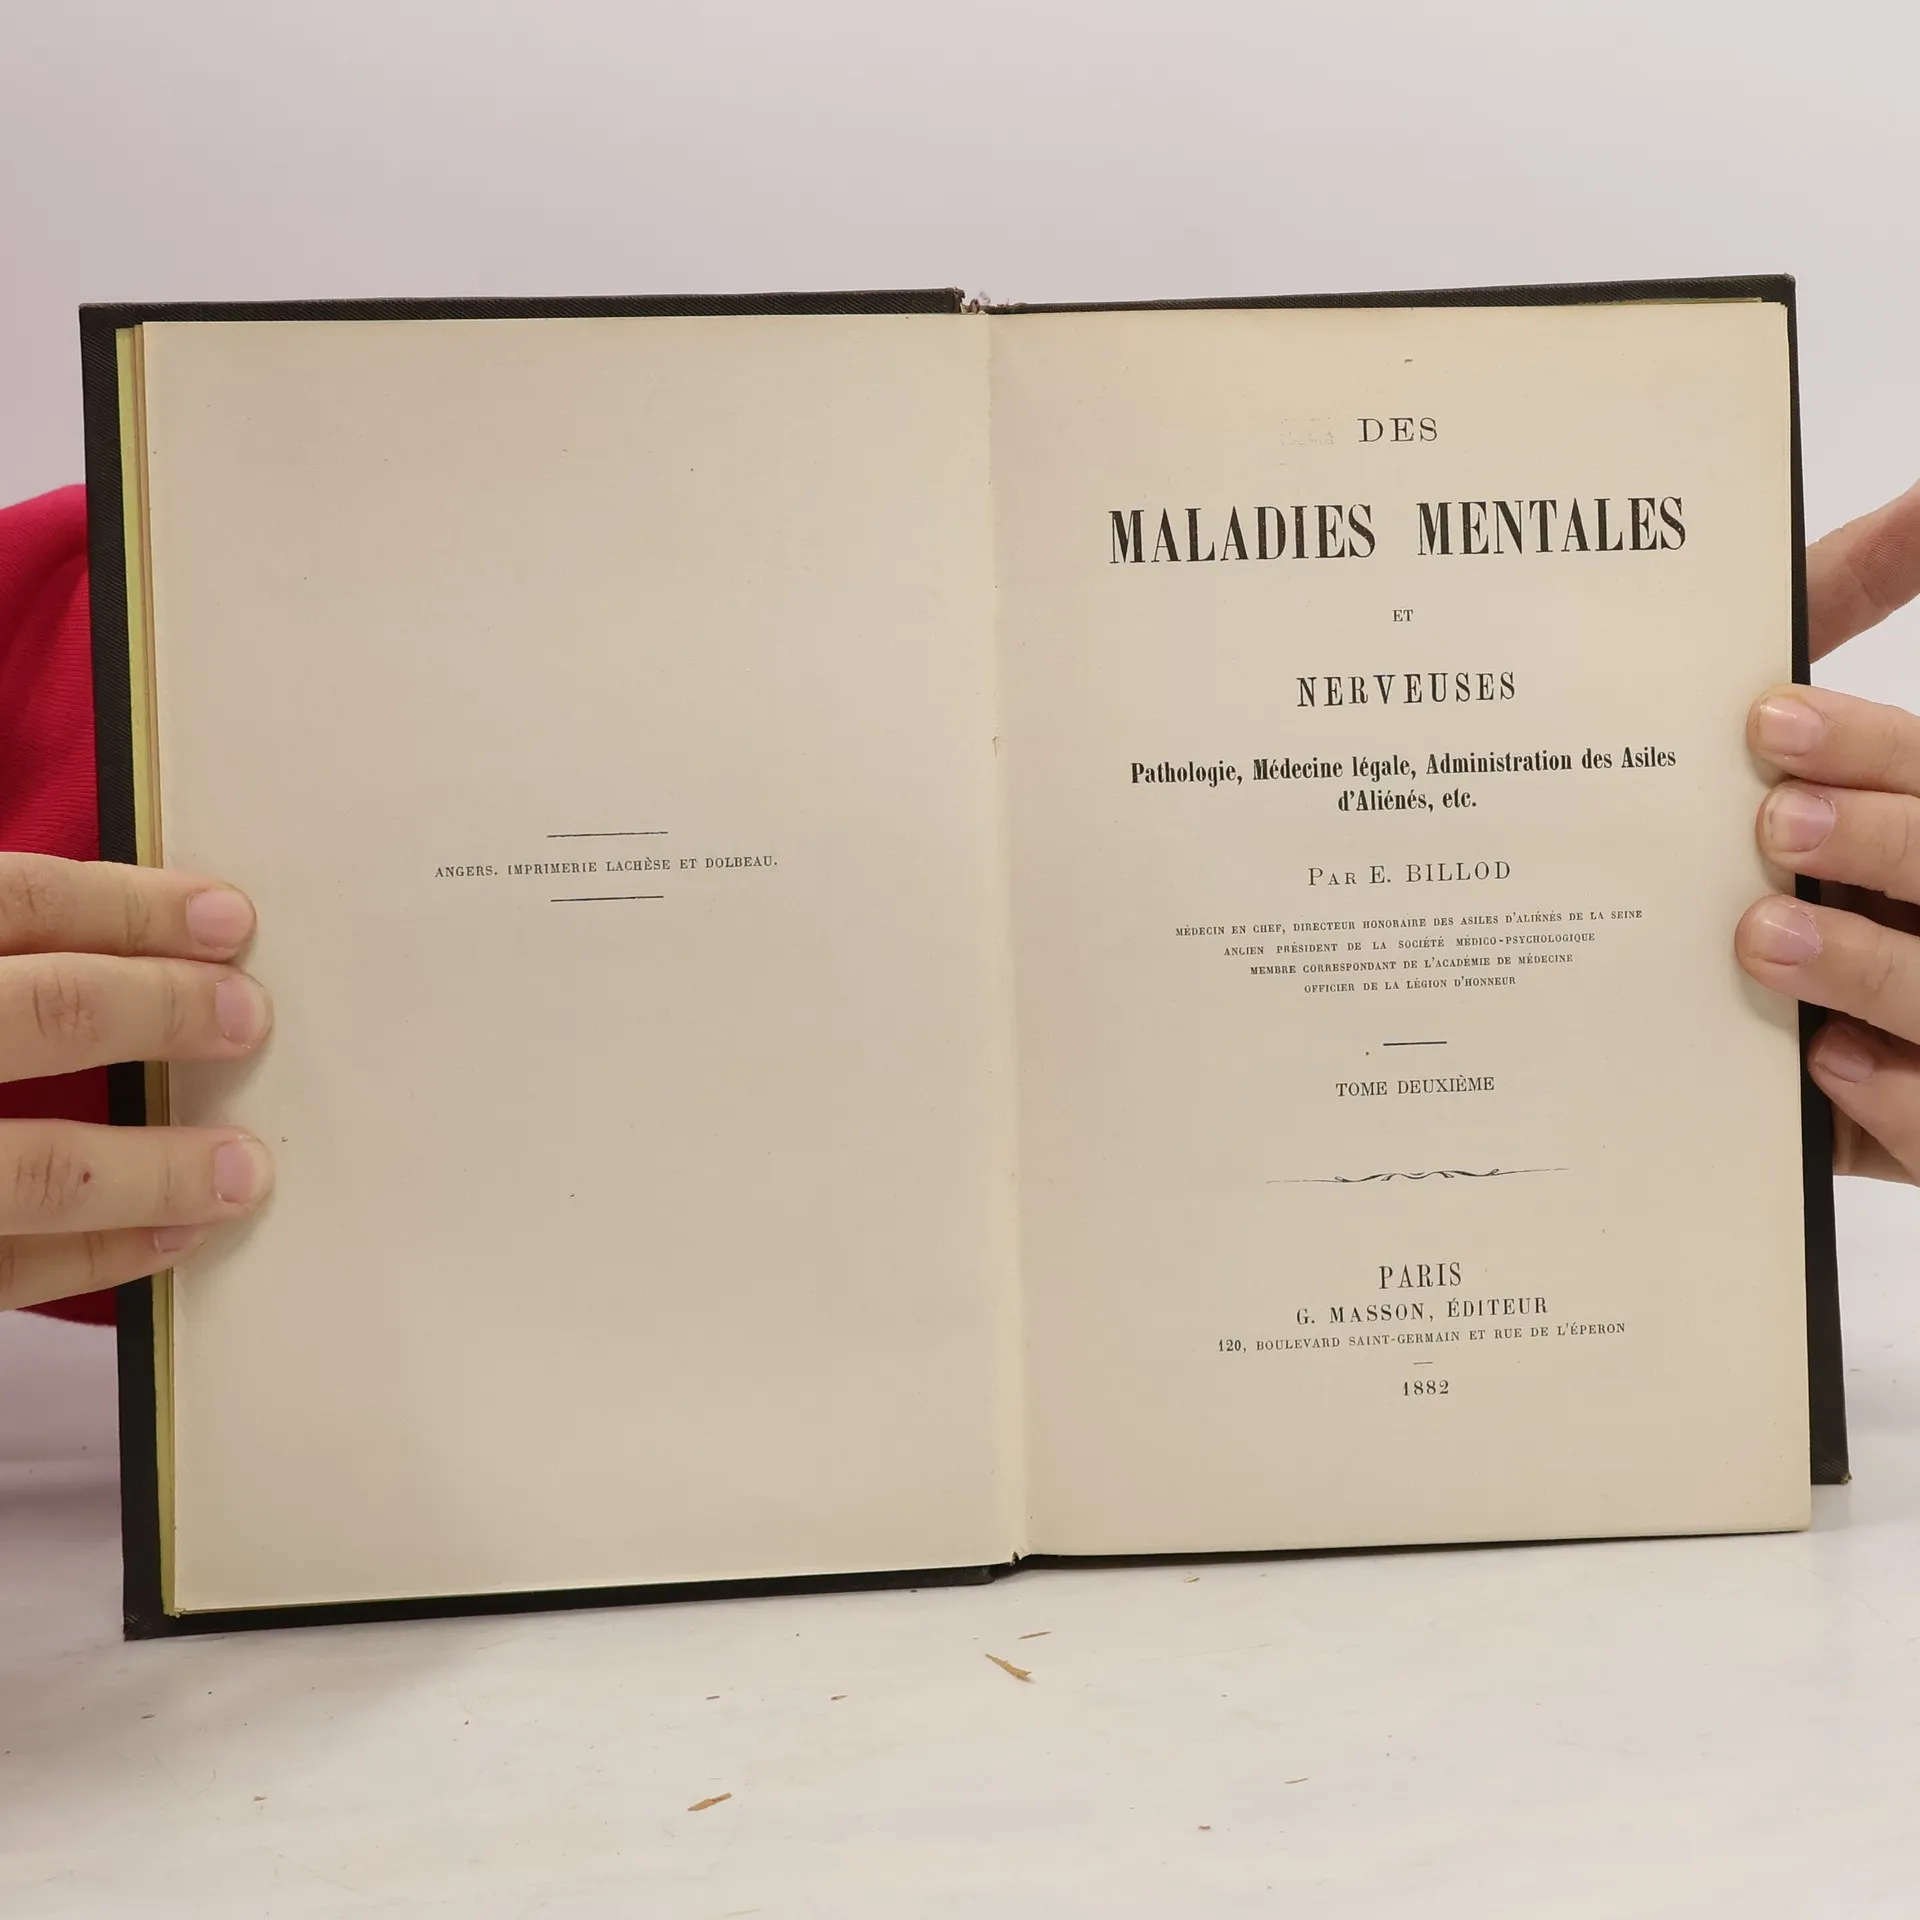 ANGERS. IMPRIMERIE LACHÈSE ET DOLBEAU.
DES
MALADIES MENTALES
ET
NERVEUSES
Pathologie, Médecine légale, Administration des Asiles
d'Aliénés, etc.
PAR E. BILLOD
MÉDECIN EN CHEF, DIRECTEUR HONORAIRE DES ASILES D'ALIÉNÉS DE LA SEINE
ANCIEN PRÉSIDENT DE LA SOCIÉTÉ MÉDICO-PSYCHOLOGIQUE
MEMBRE CORRESPONDANT DE L'ACADÉMIE DE MÉDECINE
OFFICIER DE LA LÉGION D'HONNEUR
TOME DEUXIÈME
PARIS
G. MASSON, ÉDITEUR
120, BOULEVARD SAINT-GERMAIN ET RUE DE L'ÉPERON
1882